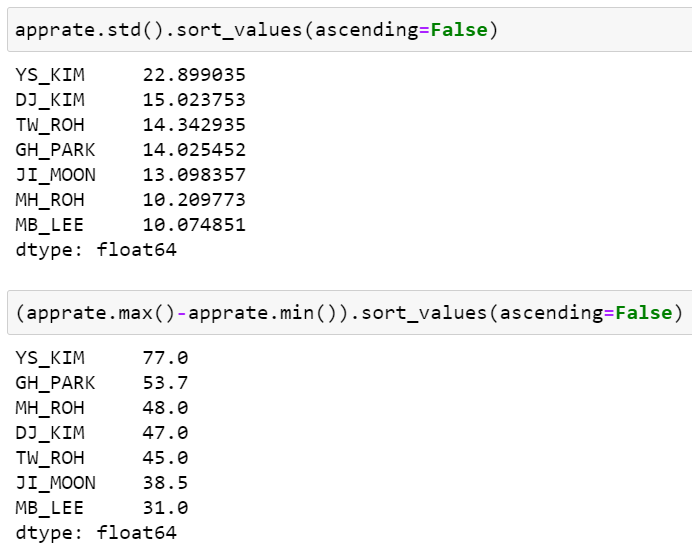 apprate.std().sort_values(ascending=False)
YS_KIM 22.899035
DJ_KIM 15.023753
TW_ROH 14.342935
GH_PARK 14.025452
JI_MOON 13.098357
MH_ROH 10.209773
MB_LEE 10.074851
dtype: float64
(apprate.max()-apprate.min()).sort_values(ascending=False)
YS_KIM 77.0
GH_PARK 53.7
MH_ROH 48.0
DJ_KIM 47.0
TW_ROH 45.0
JI_MOON 38.5
MB_LEE 31.0
dtype: float64